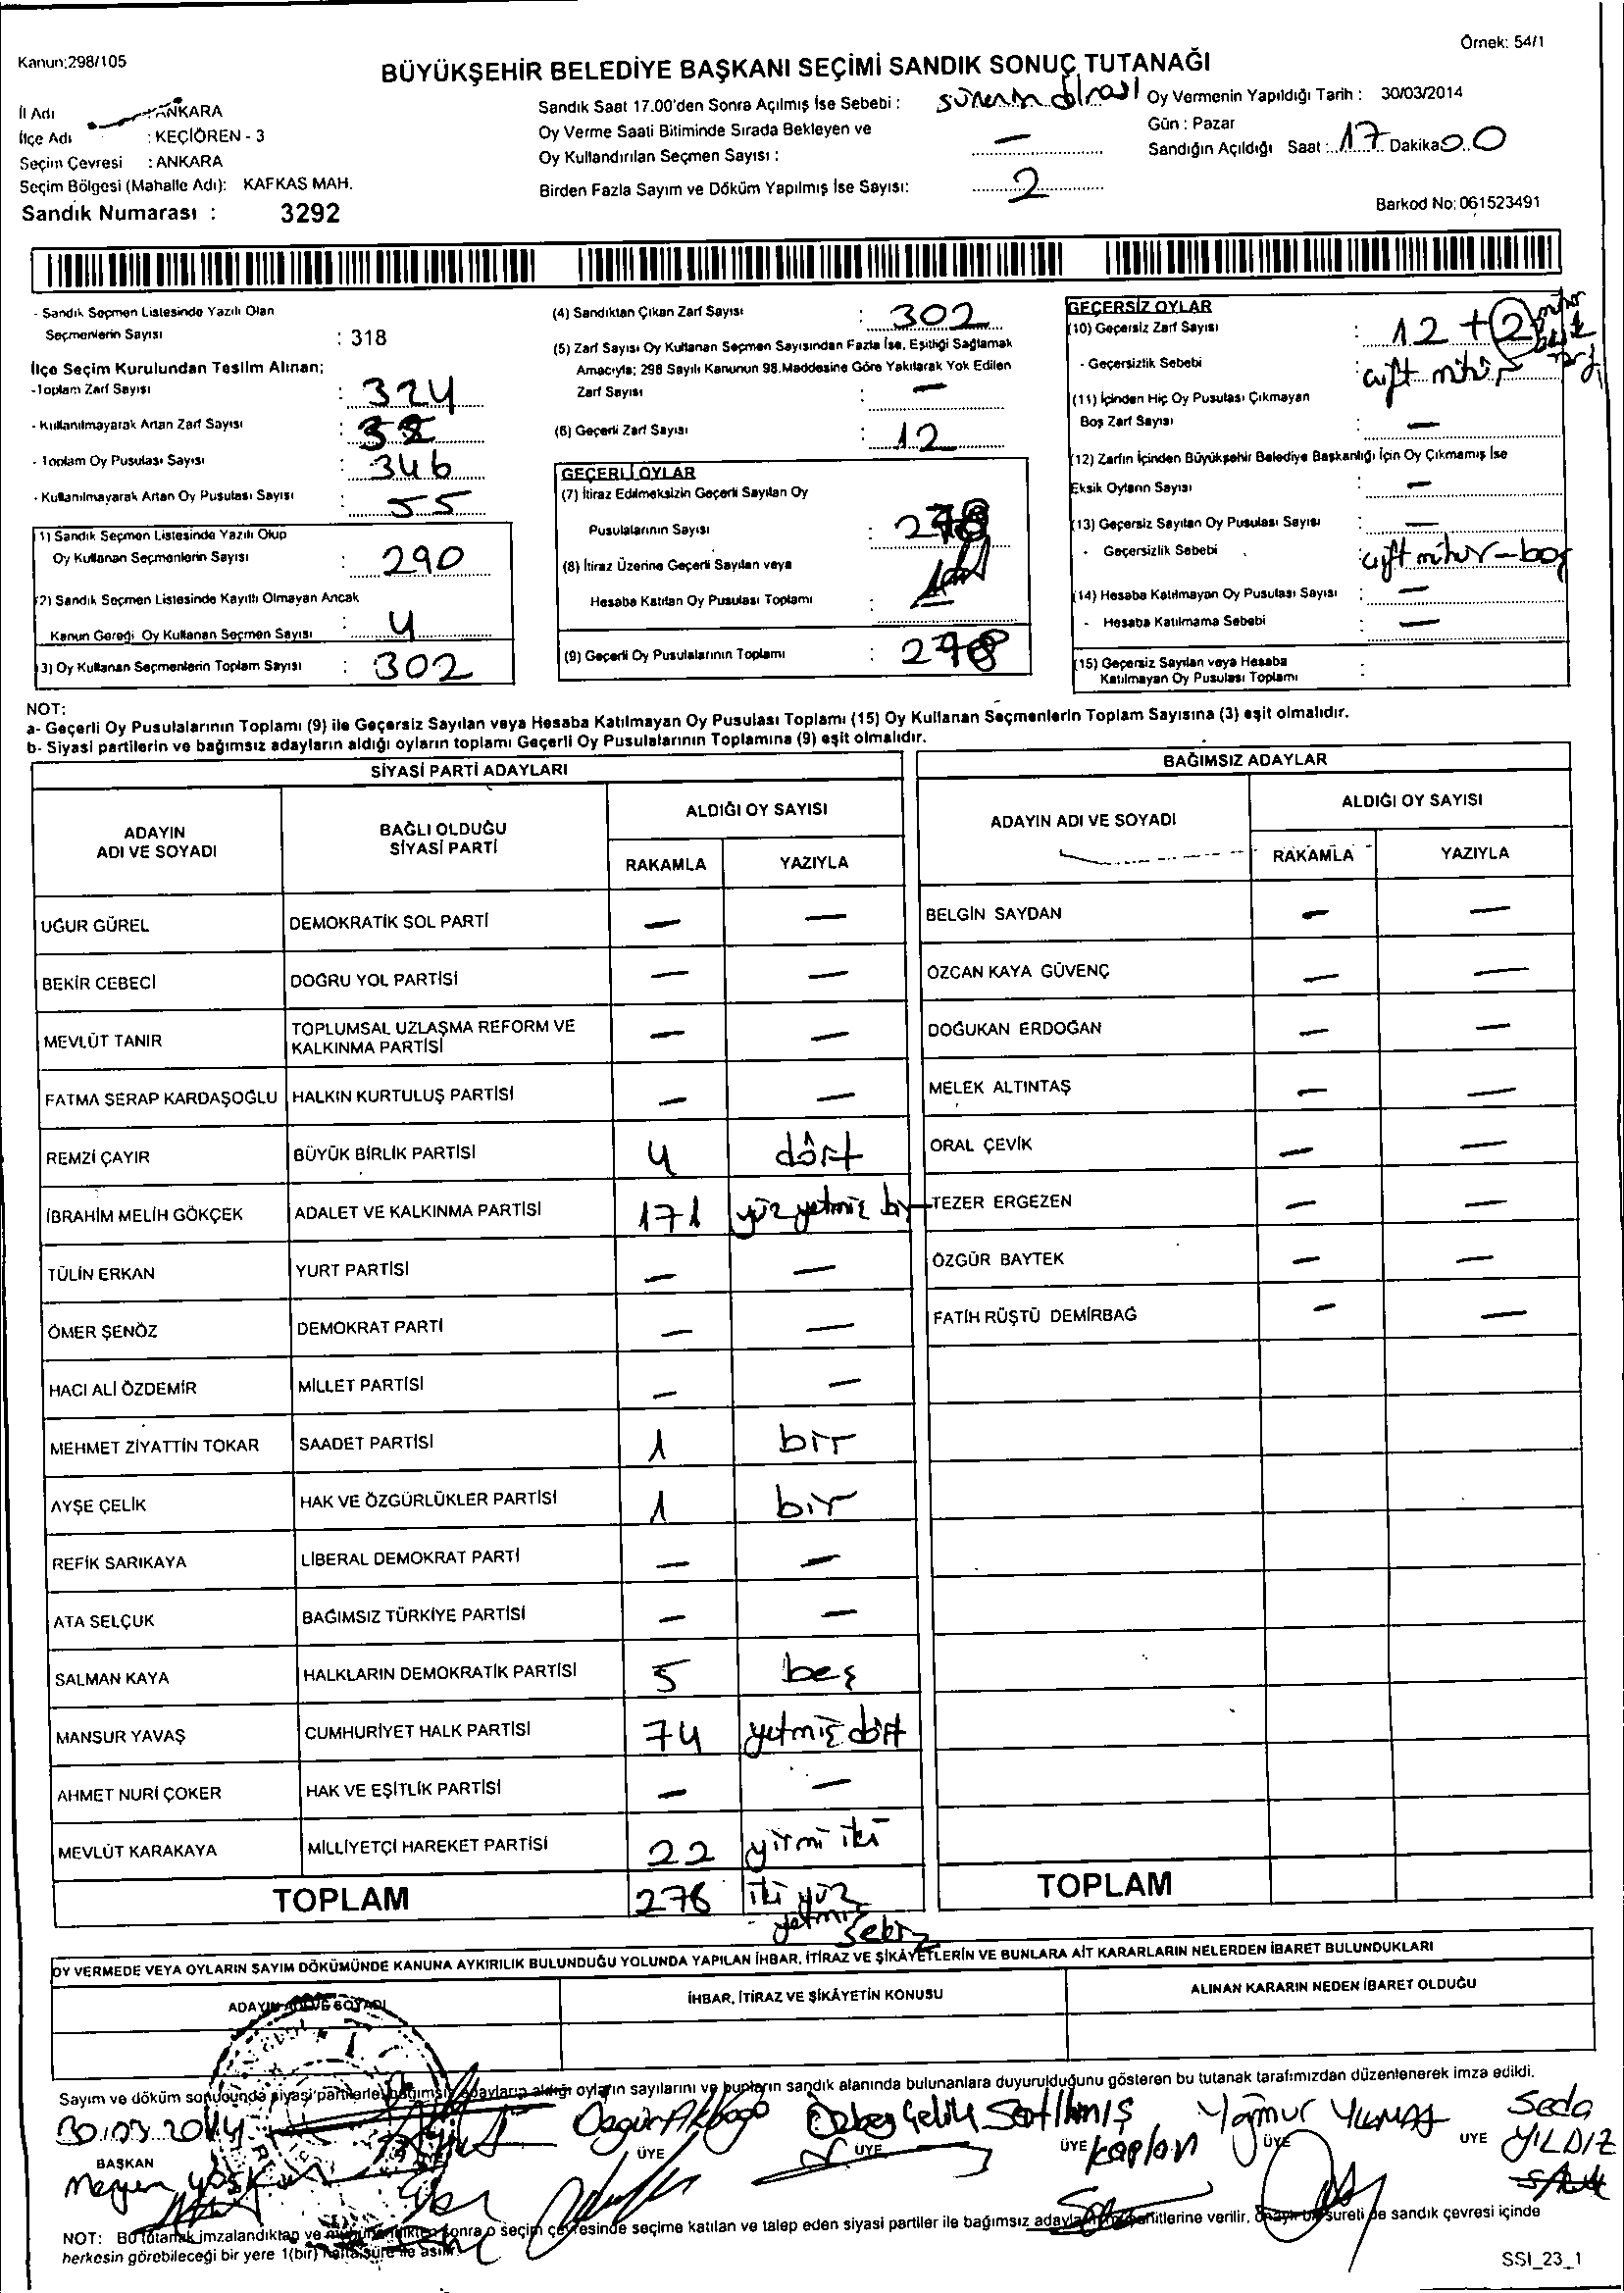 Kanun:298/105
Örnek: 54/1
BÜYÜKŞEHİR BELEDİYE BAŞKANI SEÇİMİ SANDIK SONUÇ TUTANAĞI
İl Adı ANKARA
İlçe Adı : KEÇİÖREN - 3
Seçim Çevresi : ANKARA
Seçim Bölgesi (Mahalle Adı): KAFKAS MAH.
Sandık Numarası : 3292
Sandık Saat 17.00'den Sonra Açılmış İse Sebebi : sürenin dolması
Oy Verme Saati Bitiminde Sırada Bekleyen ve
Oy Kullandırılan Seçmen Sayısı : —
Birden Fazla Sayım ve Döküm Yapılmış İse Sayısı: 2
Oy Vermenin Yapıldığı Tarih : 30/03/2014
Gün : Pazar
Sandığın Açıldığı Saat : 17 Dakika 00
Barkod No: 061523491
- Sandık Seçmen Listesinde Yazılı Olan
Seçmenlerin Sayısı : 318
İlçe Seçim Kurulundan Teslim Alınan;
-Toplam Zarf Sayısı : 324
- Kullanılmayarak Artan Zarf Sayısı :
- Toplam Oy Pusulası Sayısı : 346
- Kullanılmayarak Artan Oy Pusulası Sayısı : 55
(1) Sandık Seçmen Listesinde Yazılı Olup
Oy Kullanan Seçmenlerin Sayısı : 290
(2) Sandık Seçmen Listesinde Kayıtlı Olmayan Ancak
Kanun Gereği Oy Kullanan Seçmen Sayısı : 4
(3) Oy Kullanan Seçmenlerin Toplam Sayısı : 302
(4) Sandıktan Çıkan Zarf Sayısı : 302
(5) Zarf Sayısı Oy Kullanan Seçmen Sayısından Fazla İse, Eşitliği Sağlamak
Amacıyla; 298 Sayılı Kanunun 98.Maddesine Göre Yakılarak Yok Edilen
Zarf Sayısı : —
(6) Geçerli Zarf Sayısı : 12
GEÇERLİ OYLAR
(7) İtiraz Edilmeksizin Geçerli Sayılan Oy
Pusulalarının Sayısı : 278
(8) İtiraz Üzerine Geçerli Sayılan veya
Hesaba Katılan Oy Pusulası Toplamı :
(9) Geçerli Oy Pusulalarının Toplamı : 278
GEÇERSİZ OYLAR
(10) Geçersiz Zarf Sayısı : 12 + 2
- Geçersizlik Sebebi : çift mühür
(11) İçinden Hiç Oy Pusulası Çıkmayan
Boş Zarf Sayısı : —
(12) Zarfın İçinden Büyükşehir Belediye Başkanlığı İçin Oy Çıkmamış İse
Eksik Oyların Sayısı : —
(13) Geçersiz Sayılan Oy Pusulası Sayısı : —
- Geçersizlik Sebebi çift mühür - boş
(14) Hesaba Katılmayan Oy Pusulası Sayısı : —
- Hesaba Katılmama Sebebi : —
(15) Geçersiz Sayılan veya Hesaba
Katılmayan Oy Pusulası Toplamı :
NOT:
a- Geçerli Oy Pusulalarının Toplamı (9) ile Geçersiz Sayılan veya Hesaba Katılmayan Oy Pusulası Toplamı (15) Oy Kullanan Seçmenlerin Toplam Sayısına (3) eşit olmalıdır.
b- Siyasi partilerin ve bağımsız adayların aldığı oyların toplamı Geçerli Oy Pusulalarının Toplamına (9) eşit olmalıdır.
SİYASİ PARTİ ADAYLARI
ADAYIN ADI VE SOYADI
BAĞLI OLDUĞU SİYASİ PARTİ
ALDIĞI OY SAYISI
RAKAMLA YAZIYLA
UĞUR GÜREL DEMOKRATİK SOL PARTİ — —
BEKİR CEBECİ DOĞRU YOL PARTİSİ — —
MEVLÜT TANIR TOPLUMSAL UZLAŞMA REFORM VE KALKINMA PARTİSİ — —
FATMA SERAP KARDAŞOĞLU HALKIN KURTULUŞ PARTİSİ — —
REMZİ ÇAYIR BÜYÜK BİRLİK PARTİSİ 4 dört
İBRAHİM MELİH GÖKÇEK ADALET VE KALKINMA PARTİSİ 171 yüz yetmiş bir
TÜLİN ERKAN YURT PARTİSİ — —
ÖMER ŞENÖZ DEMOKRAT PARTİ — —
HACI ALİ ÖZDEMİR MİLLET PARTİSİ — —
MEHMET ZİYATTİN TOKAR SAADET PARTİSİ 1 bir
AYŞE ÇELİK HAK VE ÖZGÜRLÜKLER PARTİSİ 1 bir
REFİK SARIKAYA LİBERAL DEMOKRAT PARTİ — —
ATA SELÇUK BAĞIMSIZ TÜRKİYE PARTİSİ — —
SALMAN KAYA HALKLARIN DEMOKRATİK PARTİSİ 5 beş
MANSUR YAVAŞ CUMHURİYET HALK PARTİSİ 74 yetmiş dört
AHMET NURİ ÇOKER HAK VE EŞİTLİK PARTİSİ — —
MEVLÜT KARAKAYA MİLLİYETÇİ HAREKET PARTİSİ 22 yirmi iki
TOPLAM 278 iki yüz yetmiş sekiz
BAĞIMSIZ ADAYLAR
ADAYIN ADI VE SOYADI
ALDIĞI OY SAYISI
RAKAMLA YAZIYLA
BELGİN SAYDAN — —
ÖZCAN KAYA GÜVENÇ — —
DOĞUKAN ERDOĞAN — —
MELEK ALTINTAŞ — —
ORAL ÇEVİK — —
TEZER ERGEZEN — —
ÖZGÜR BAYTEK — —
FATİH RÜŞTÜ DEMİRBAĞ — —
TOPLAM
OY VERMEDE VEYA OYLARIN SAYIM DÖKÜMÜNDE KANUNA AYKIRILIK BULUNDUĞU YOLUNDA YAPILAN İHBAR, İTİRAZ VE ŞİKÂYETLERİN VE BUNLARA AİT KARARLARIN NELERDEN İBARET BULUNDUKLARI
ADAYIN ADI VE SOYADI
İHBAR, İTİRAZ VE ŞİKÂYETİN KONUSU
ALINAN KARARIN NEDEN İBARET OLDUĞU
Sayım ve döküm sonucunda siyasi partilerle bağımsız adayların aldığı oyların sayılarını ve bunların sandık alanında bulunanlara duyurulduğunu gösteren bu tutanak tarafımızdan düzenlenerek imza edildi.
30.03.2014
BAŞKAN
ÜYE
Özbey Çelik
ÜYE
Satılmış Kaplan
ÜYE
Yağmur YILMAZ
ÜYE
Seda YILDIZ
ÜYE
NOT: Bu tutanak imzalandıktan ve mühürlendikten sonra o seçim çevresinde seçime katılan ve talep eden siyasi partiler ile bağımsız aday müşahitlerine verilir. Onaylı bir sureti de sandık çevresi içinde
herkesin görebileceği bir yere 1(bir) hafta süre ile asılır.
SSI_23_1